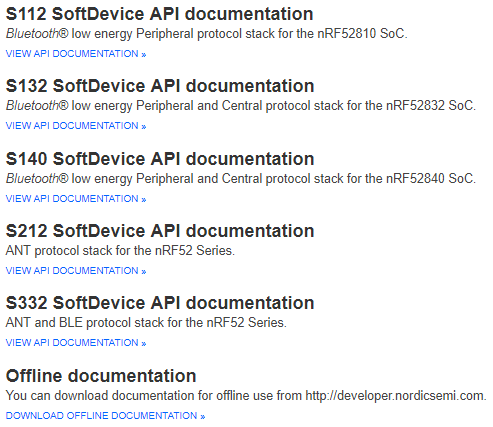 S112 SoftDevice API documentation
Bluetooth® low energy Peripheral protocol stack for the nRF52810 SoC.
VIEW API DOCUMENTATION »
S132 SoftDevice API documentation
Bluetooth® low energy Peripheral and Central protocol stack for the nRF52832 SoC.
VIEW API DOCUMENTATION »
S140 SoftDevice API documentation
Bluetooth® low energy Peripheral and Central protocol stack for the nRF52840 SoC.
VIEW API DOCUMENTATION »
S212 SoftDevice API documentation
ANT protocol stack for the nRF52 Series.
VIEW API DOCUMENTATION »
S332 SoftDevice API documentation
ANT and BLE protocol stack for the nRF52 Series.
VIEW API DOCUMENTATION »
Offline documentation
You can download documentation for offline use from http://developer.nordicsemi.com.
DOWNLOAD OFFLINE DOCUMENTATION »